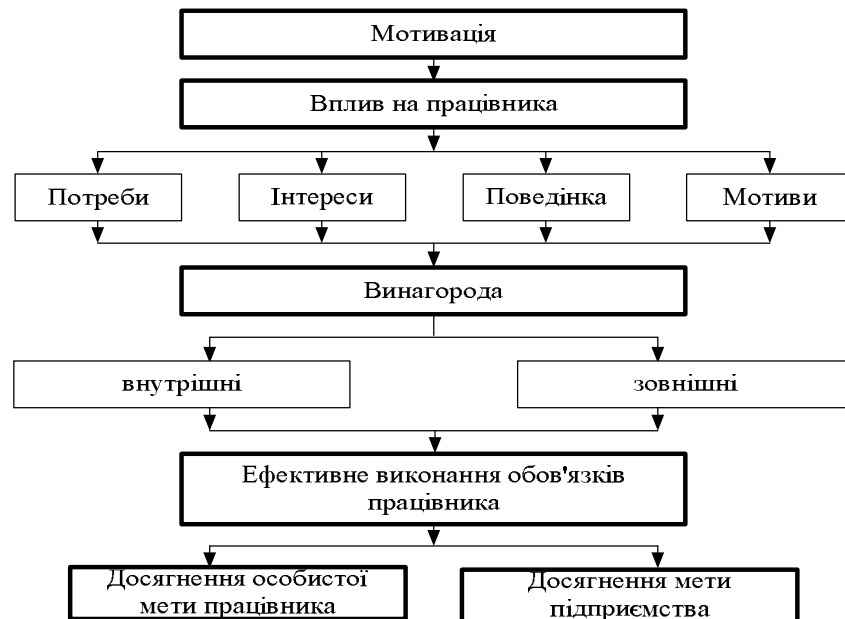 Мотивація
Вплив на працівника
Потреби
Інтереси
Поведінка
Мотиви
Винагорода
внутрішні
зовнішні
Ефективне виконання обов'язків
працівника
Досягнення особистої
мети працівника
Досягнення мети
підприємства